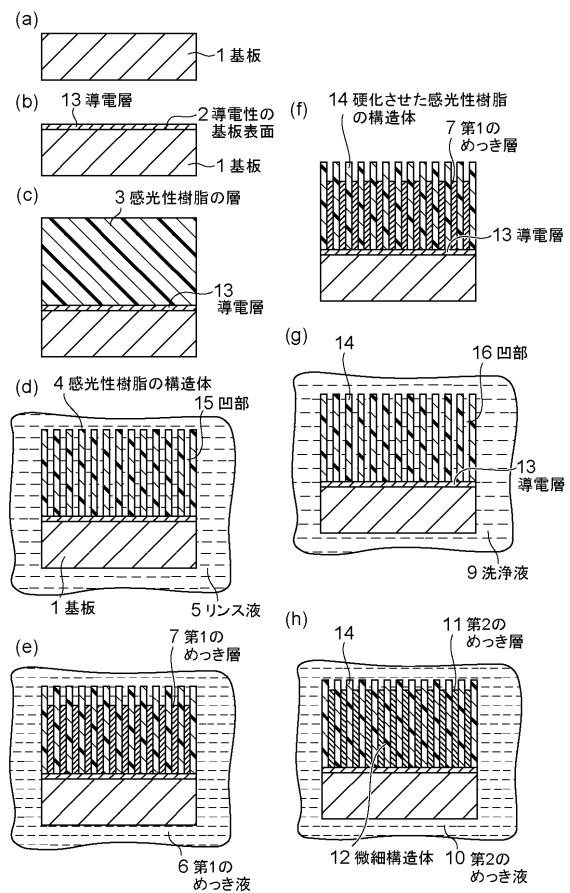 (a)
1 基板
(b)
13 導電層
2 導電性の
基板表面
1 基板
(c)
3 感光性樹脂の層
13
導電層
(d)
4 感光性樹脂の構造体
15 凹部
1 基板
5 リンス液
(e)
7 第1の
めっき層
6 第1の
めっき液
(f)
14 硬化させた感光性樹脂
の構造体
7 第1の
めっき層
13 導電層
(g)
14
16 凹部
13
導電層
9 洗浄液
(h)
14
11 第2の
めっき層
12 微細構造体
10 第2の
めっき液